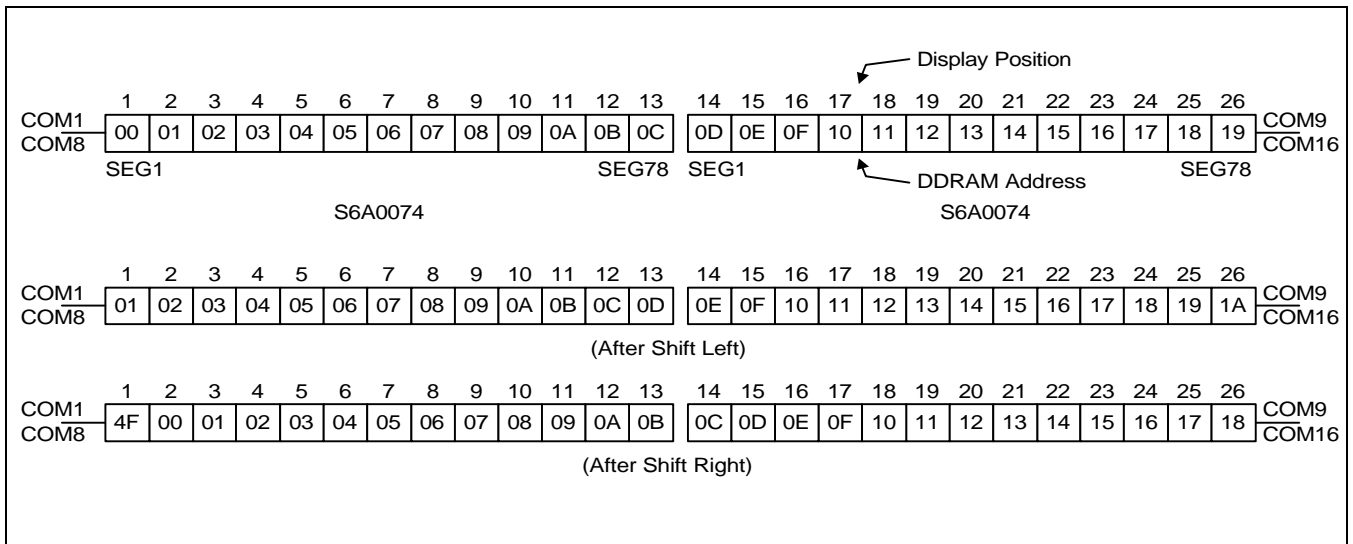 Display Position
1 2 3 4 5 6 7 8 9 10 11 12 13 14 15 16 17 18 19 20 21 22 23 24 25 26
COM1 00 01 02 03 04 05 06 07 08 09 0A 0B 0C 0D 0E 0F 10 11 12 13 14 15 16 17 18 19 COM9
COM8 COM16
SEG1 SEG78 SEG1 SEG78
DDRAM Address
S6A0074 S6A0074
1 2 3 4 5 6 7 8 9 10 11 12 13 14 15 16 17 18 19 20 21 22 23 24 25 26
COM1 01 02 03 04 05 06 07 08 09 0A 0B 0C 0D 0E 0F 10 11 12 13 14 15 16 17 18 19 1A COM9
COM8 COM16
(After Shift Left)
1 2 3 4 5 6 7 8 9 10 11 12 13 14 15 16 17 18 19 20 21 22 23 24 25 26
COM1 4F 00 01 02 03 04 05 06 07 08 09 0A 0B 0C 0D 0E 0F 10 11 12 13 14 15 16 17 18 COM9
COM8 COM16
(After Shift Right)